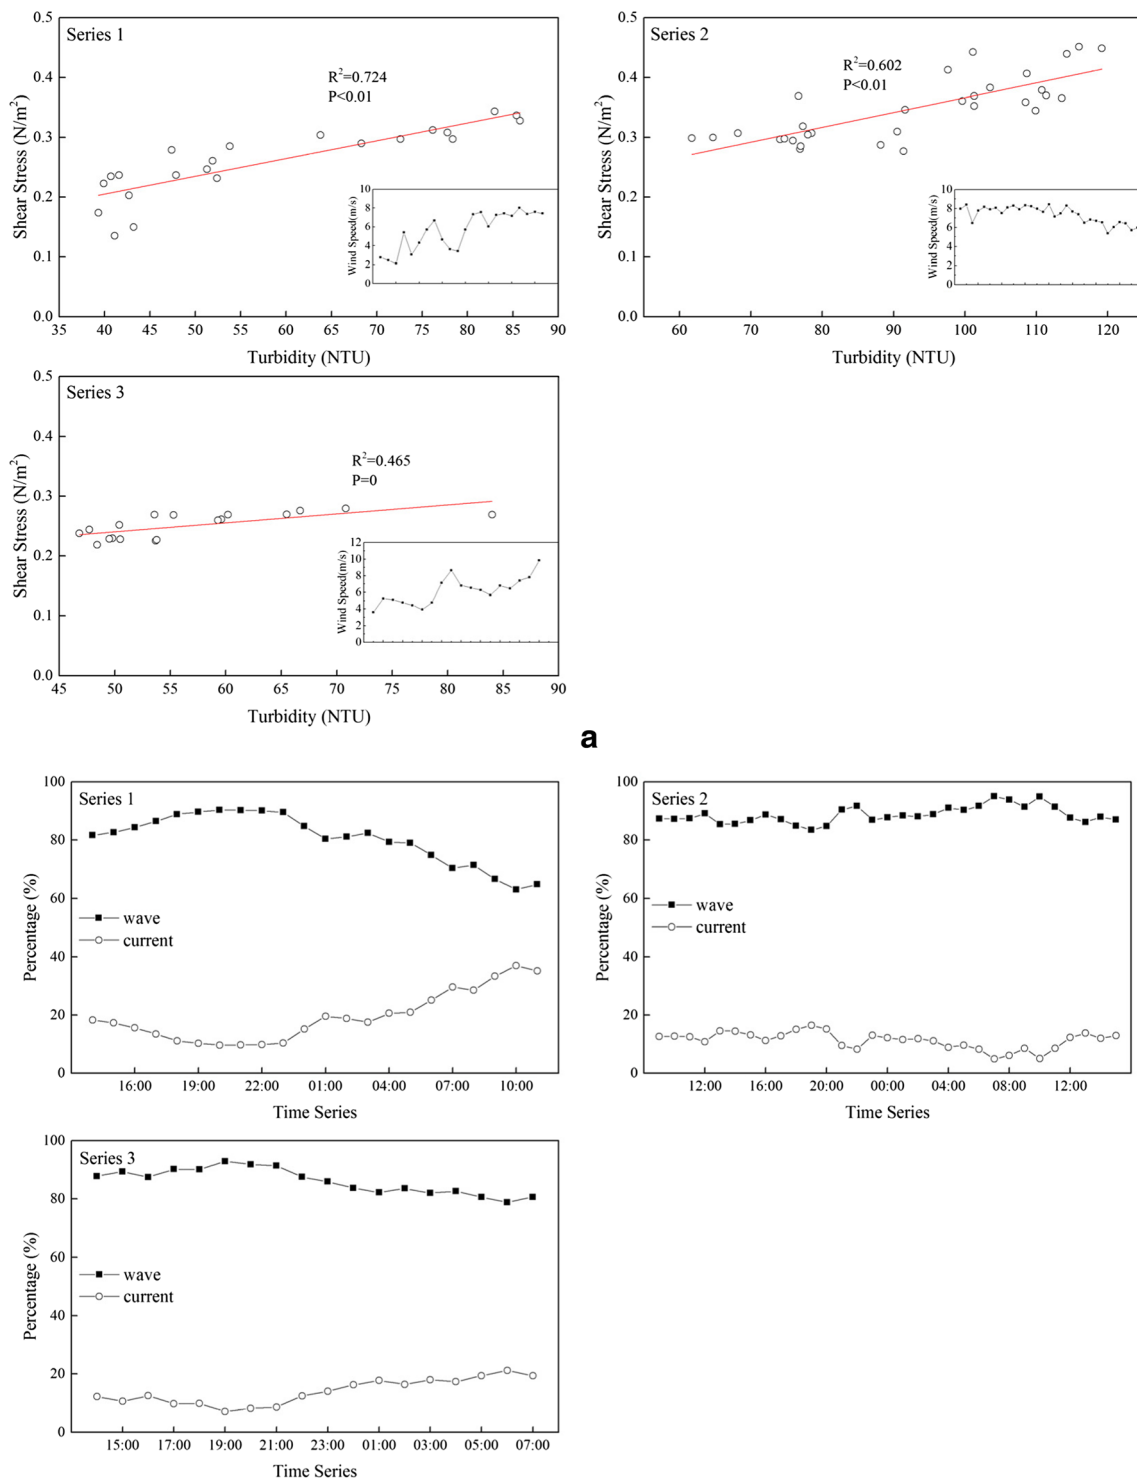 Series 1
R²=0.724
P<0.01
Shear Stress (N/m²)
0.5
0.4
0.3
0.2
0.1
0.0
Wind Speed(m/s)
10
8
6
4
2
0
35 40 45 50 55 60 65 70 75 80 85 90
Turbidity (NTU)
Series 2
R²=0.602
P<0.01
Shear Stress (N/m²)
0.5
0.4
0.3
0.2
0.1
0.0
Wind Speed(m/s)
10
8
6
4
2
0
60 70 80 90 100 110 120
Turbidity (NTU)
Series 3
R²=0.465
P=0
Shear Stress (N/m²)
0.5
0.4
0.3
0.2
0.1
0.0
Wind Speed(m/s)
12
10
8
6
4
2
0
45 50 55 60 65 70 75 80 85 90
Turbidity (NTU)
a
Series 1
Percentage (%)
100
80
60
40
20
0
wave
current
16:00 19:00 22:00 01:00 04:00 07:00 10:00
Time Series
Series 2
Percentage (%)
100
80
60
40
20
0
wave
current
12:00 16:00 20:00 00:00 04:00 08:00 12:00
Time Series
Series 3
Percentage (%)
100
80
60
40
20
0
wave
current
15:00 17:00 19:00 21:00 23:00 01:00 03:00 05:00 07:00
Time Series